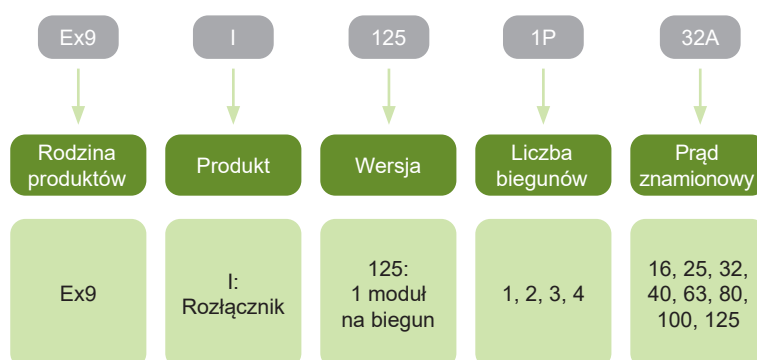 Ex9
I
125
1P
32A
Rodzina
produktów
Produkt
Wersja
Liczba
biegunów
Prąd
znamionowy
Ex9
I:
Rozłącznik
125:
1 moduł
na biegun
1, 2, 3, 4
16, 25, 32,
40, 63, 80,
100, 125